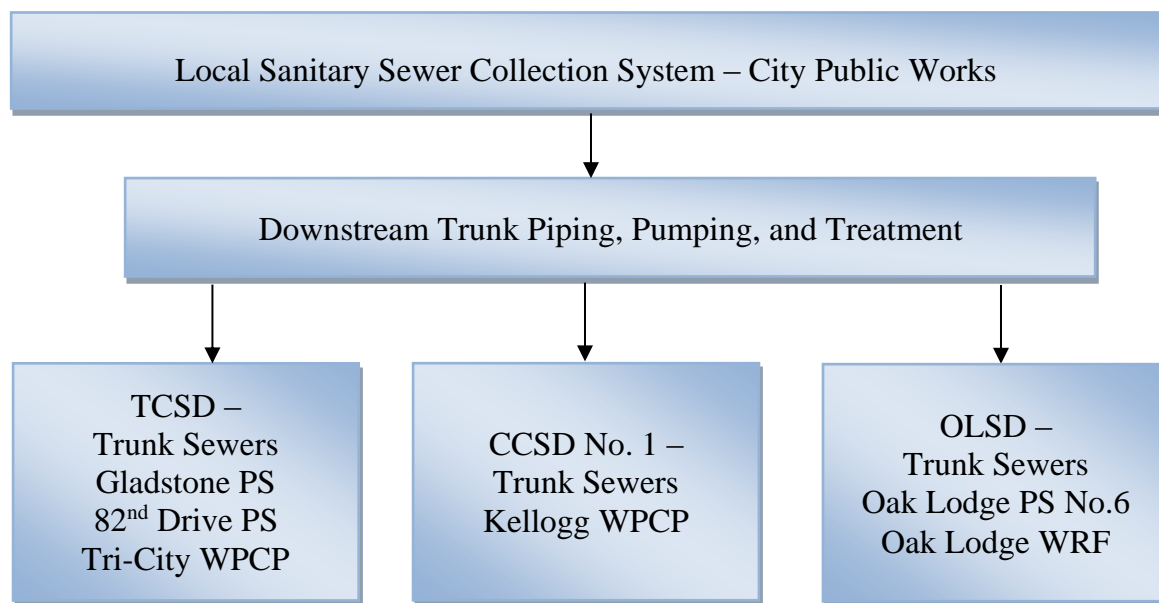 Local Sanitary Sewer Collection System – City Public Works
Downstream Trunk Piping, Pumping, and Treatment
TCSD –
Trunk Sewers
Gladstone PS
82nd Drive PS
Tri-City WPCP
CCSD No. 1 –
Trunk Sewers
Kellogg WPCP
OLSD –
Trunk Sewers
Oak Lodge PS No.6
Oak Lodge WRF